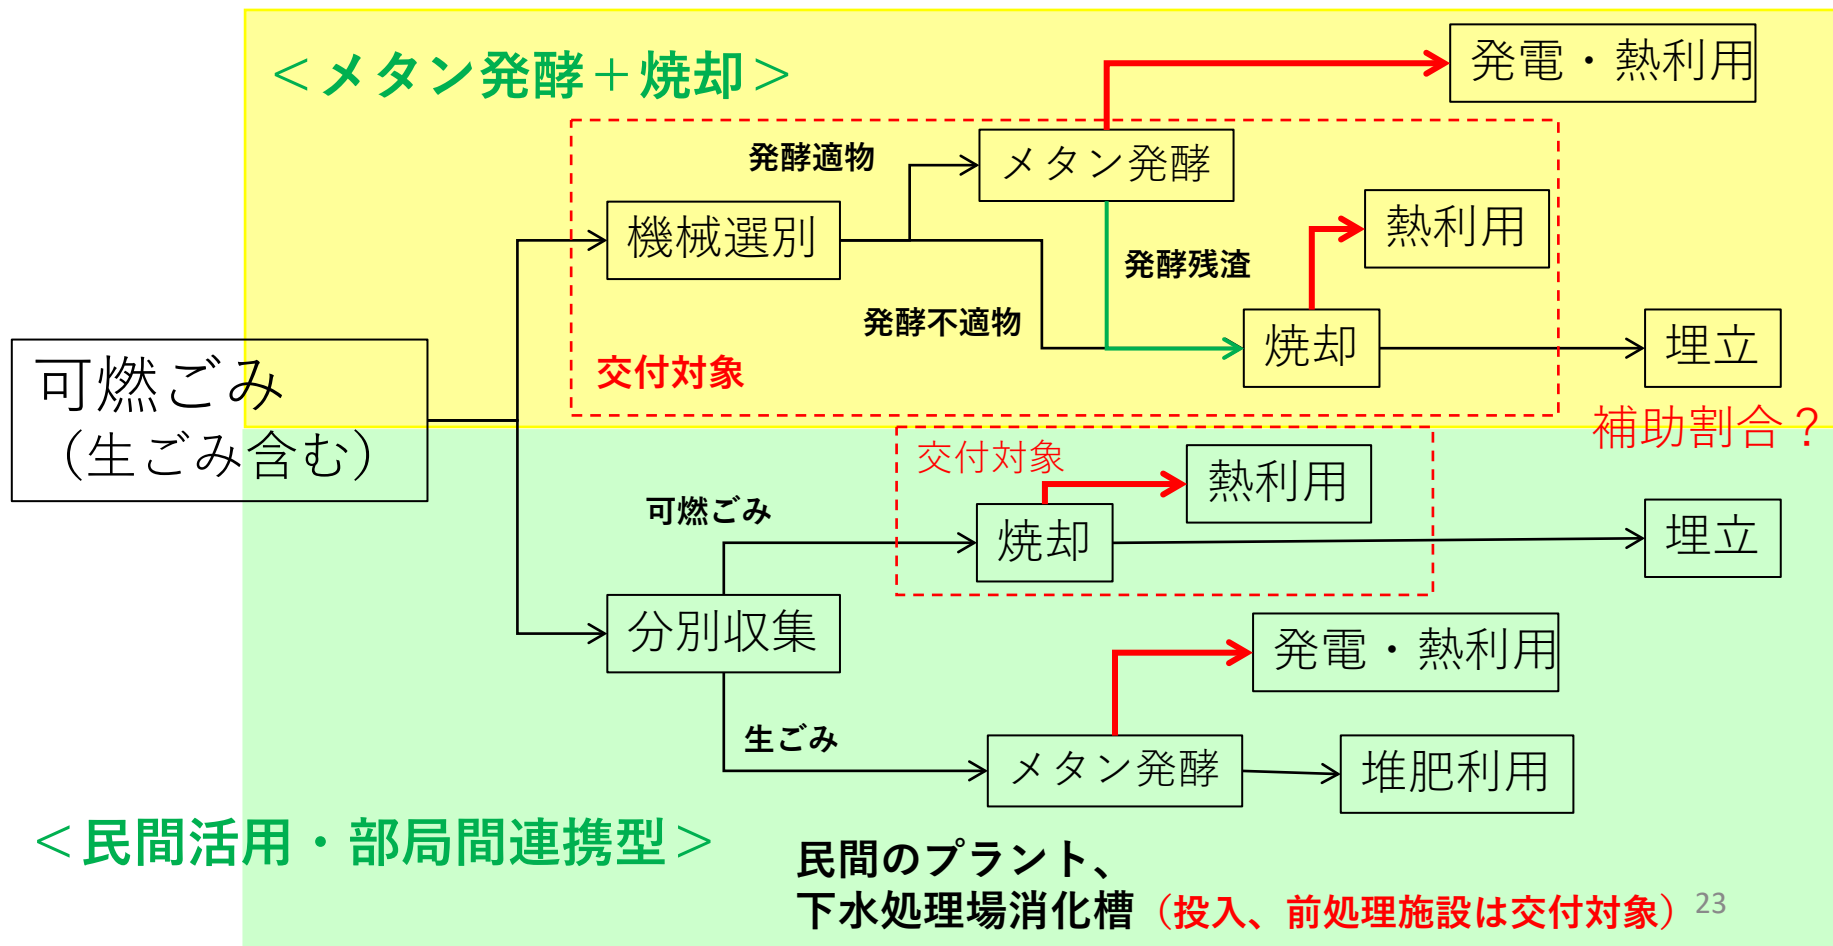 ＜メタン発酵＋焼却＞
発電・熱利用
発酵適物
メタン発酵
機械選別
熱利用
発酵残渣
発酵不適物
焼却
埋立
交付対象
可燃ごみ
（生ごみ含む）
補助割合？
交付対象
熱利用
可燃ごみ
焼却
埋立
分別収集
発電・熱利用
生ごみ
メタン発酵
堆肥利用
＜民間活用・部局間連携型＞
民間のプラント、
下水処理場消化槽（投入、前処理施設は交付対象）
23